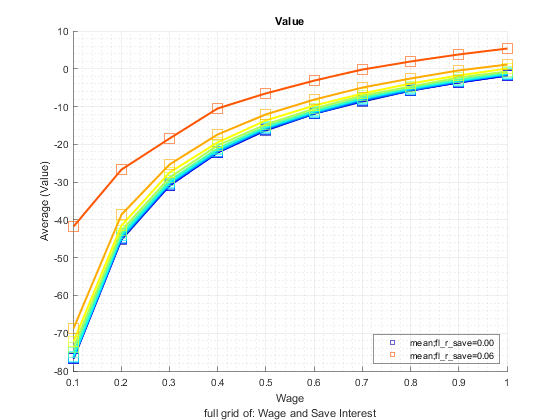 Value
10
0
-10
-20
-30
-40
-50
-60
-70
-80
Average (Value)
0.1 0.2 0.3 0.4 0.5 0.6 0.7 0.8 0.9 1
mean;fl_r_save=0.00
mean;fl_r_save=0.06
Wage
full grid of: Wage and Save Interest